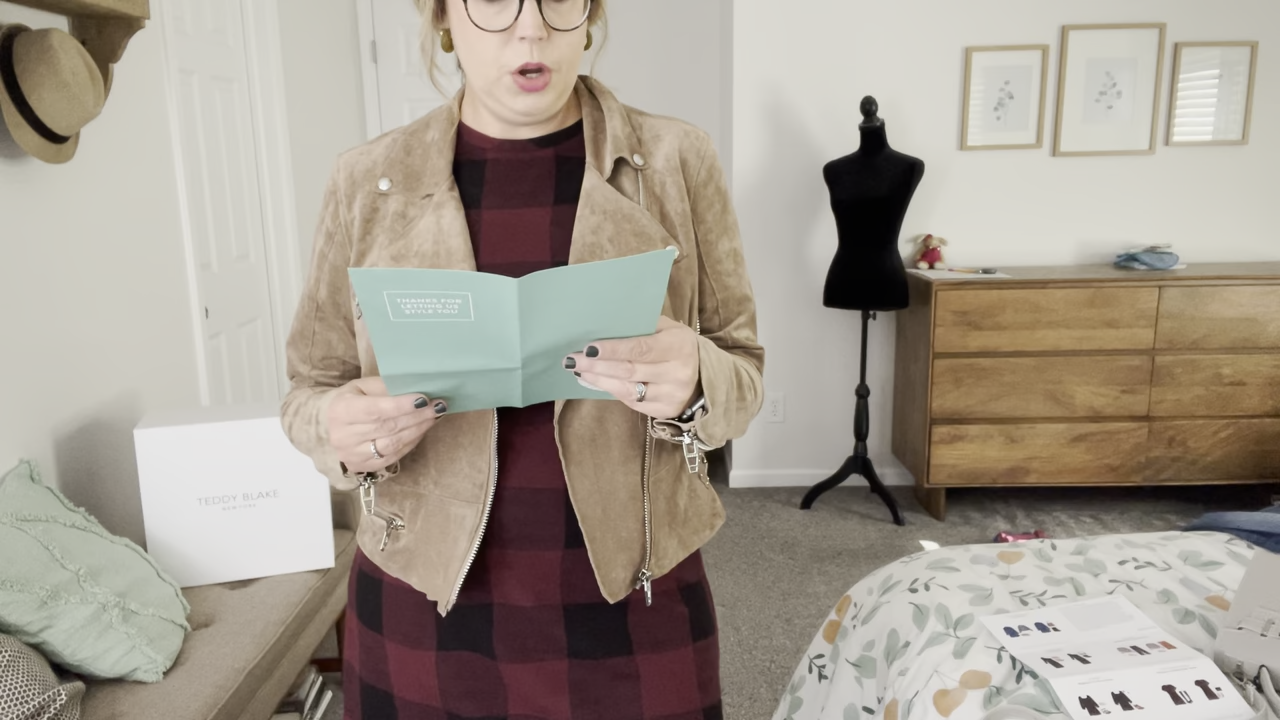 THANKS FOR
LETTING US
STYLE YOU
TEDDY BLAKE
NEW YORK